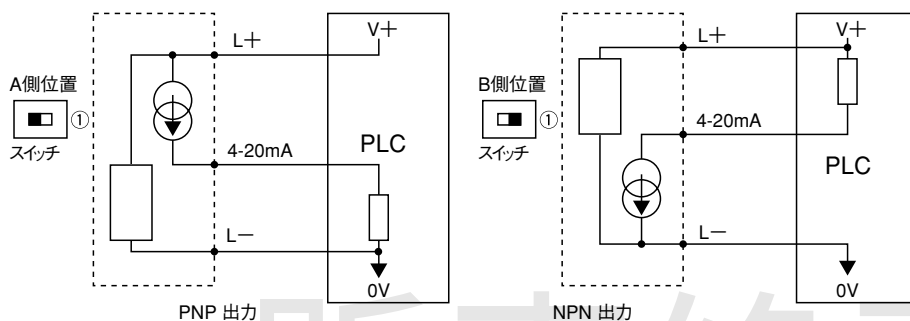 V+
L+
A側位置
①
スイッチ
4-20mA
PLC
L−
0V
PNP 出力
V+
L+
B側位置
①
スイッチ
4-20mA
PLC
L−
0V
NPN 出力